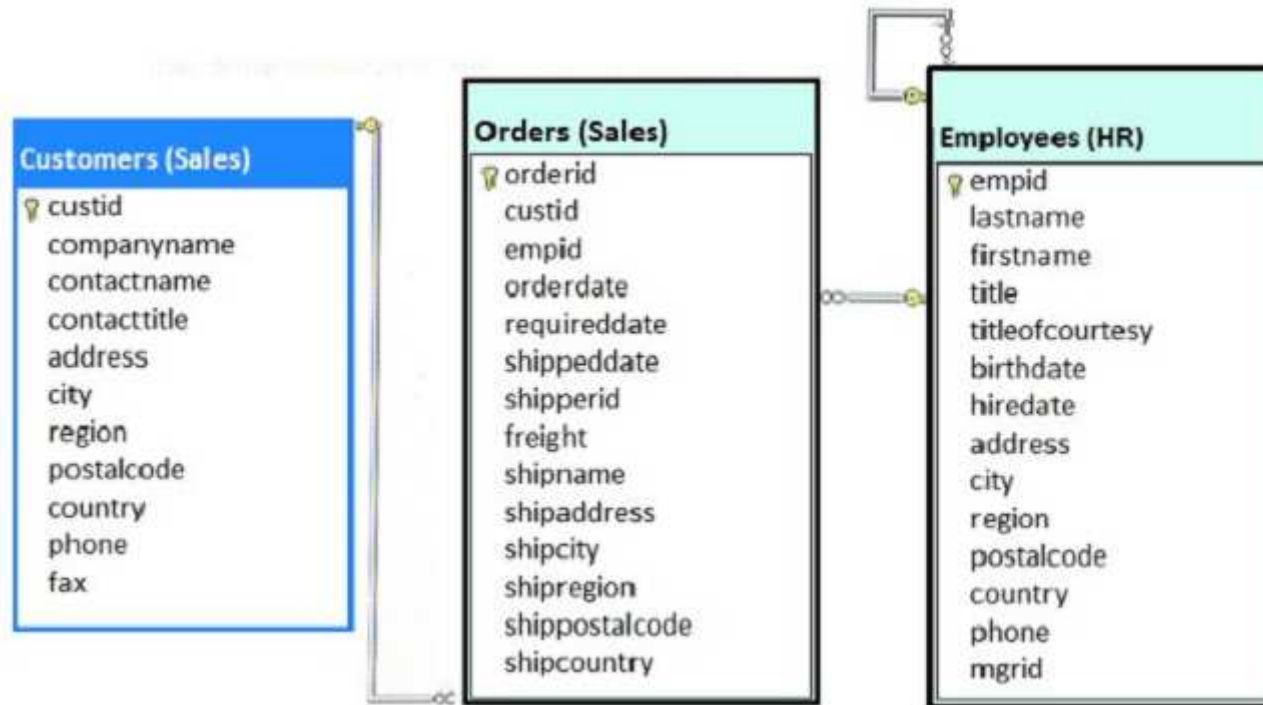 Customers (Sales)
custid
companyname
contactname
contacttitle
address
city
region
postalcode
country
phone
fax
Orders (Sales)
orderid
custid
empid
orderdate
requireddate
shippeddate
shipperid
freight
shipname
shipaddress
shipcity
shipregion
shippostalcode
shipcountry
Employees (HR)
empid
lastname
firstname
title
titleofcourtesy
birthdate
hiredate
address
city
region
postalcode
country
phone
mgrid